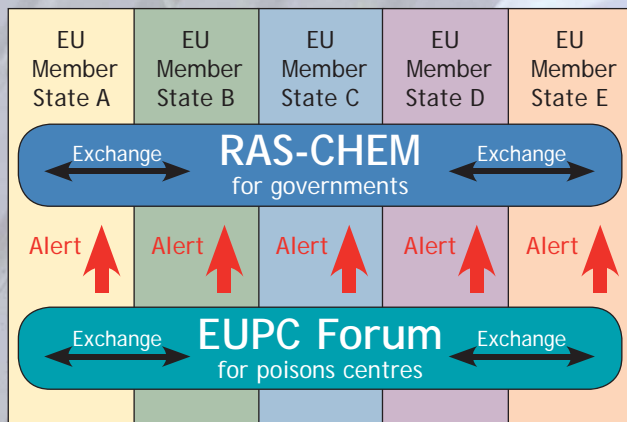 EU Member State A
EU Member State B
EU Member State C
EU Member State D
EU Member State E
Exchange RAS-CHEM Exchange
for governments
Alert Alert Alert Alert Alert
Exchange EUPC Forum Exchange
for poisons centres